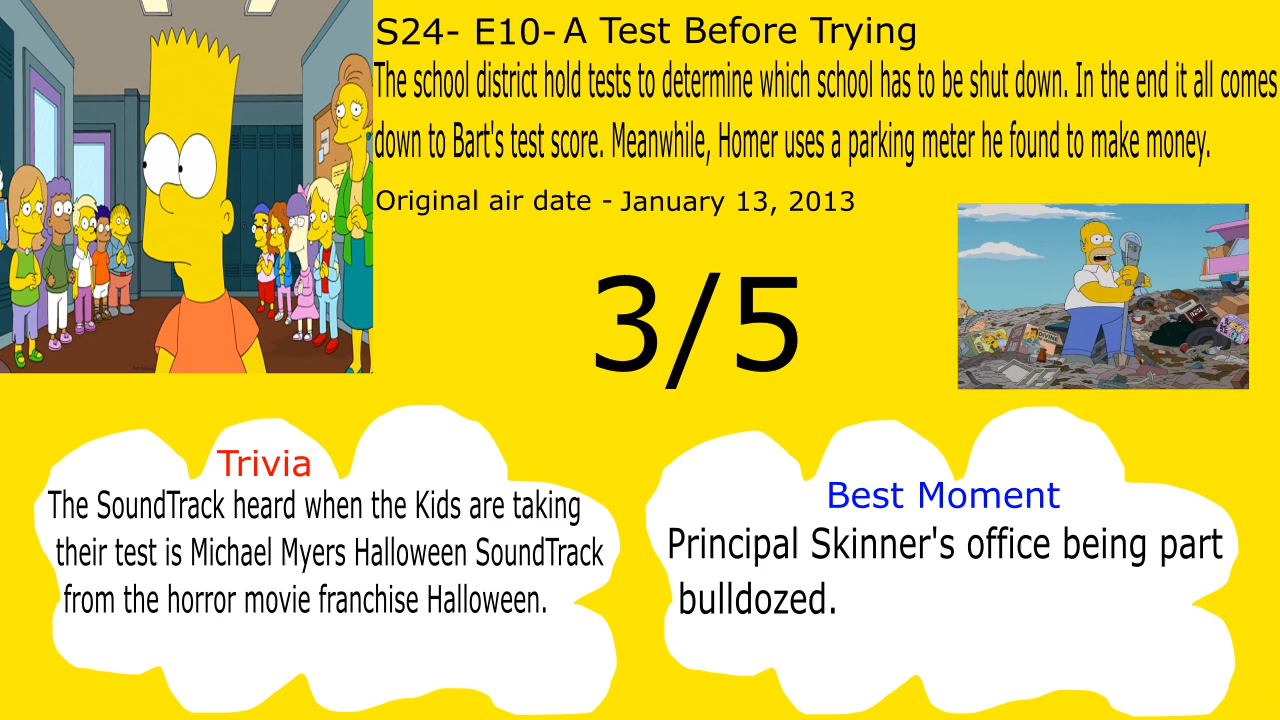 S24- E10- A Test Before Trying
The school district hold tests to determine which school has to be shut down. In the end it all comes
down to Bart's test score. Meanwhile, Homer uses a parking meter he found to make money.
Original air date - January 13, 2013
3/5
Trivia
The SoundTrack heard when the Kids are taking
their test is Michael Myers Halloween SoundTrack
from the horror movie franchise Halloween.
Best Moment
Principal Skinner's office being part
bulldozed.